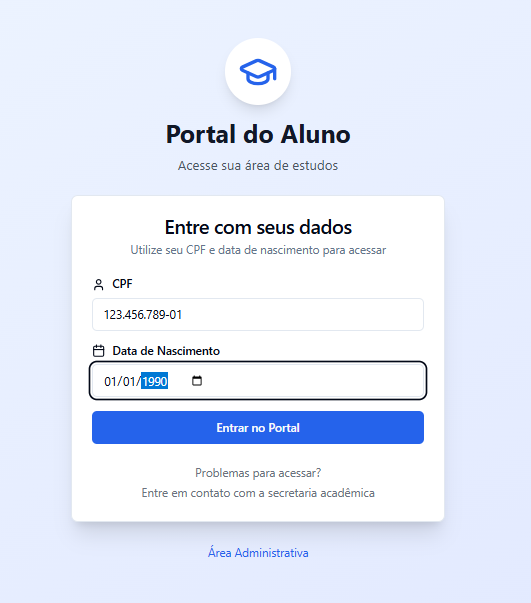 Portal do Aluno
Acesse sua área de estudos
Entre com seus dados
Utilize seu CPF e data de nascimento para acessar
CPF
123.456.789-01
Data de Nascimento
01/01/1990
Entrar no Portal
Problemas para acessar?
Entre em contato com a secretaria acadêmica
Área Administrativa